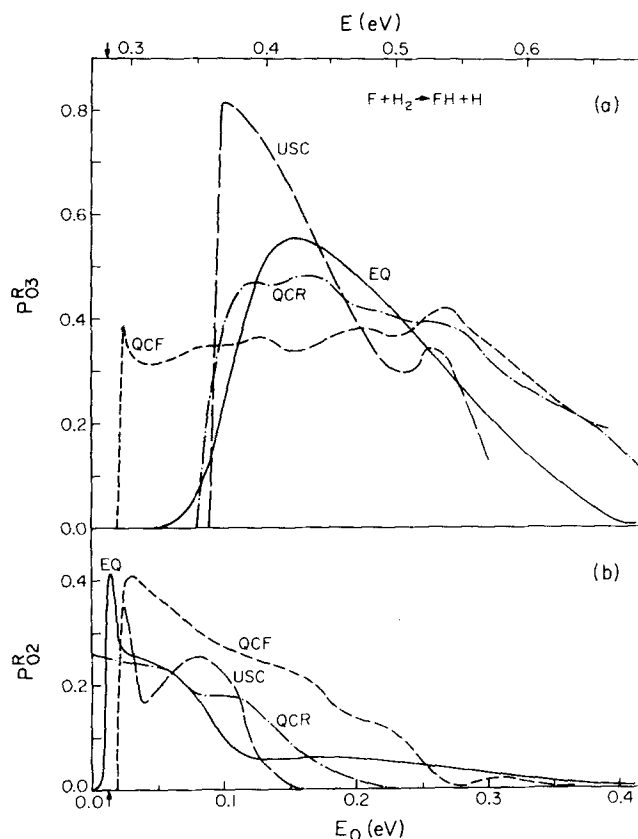 E (eV)
0.3 0.4 0.5 0.6
F+H₂→FH+H
(a)
0.8
USC
0.6
EQ
P^R_03
QCR
0.4
QCF
0.2
0.0
EQ
(b)
0.4
QCF
P^R_02
USC
0.2
QCR
0.0
0.0 0.1 0.2 0.3 0.4
E₀(eV)